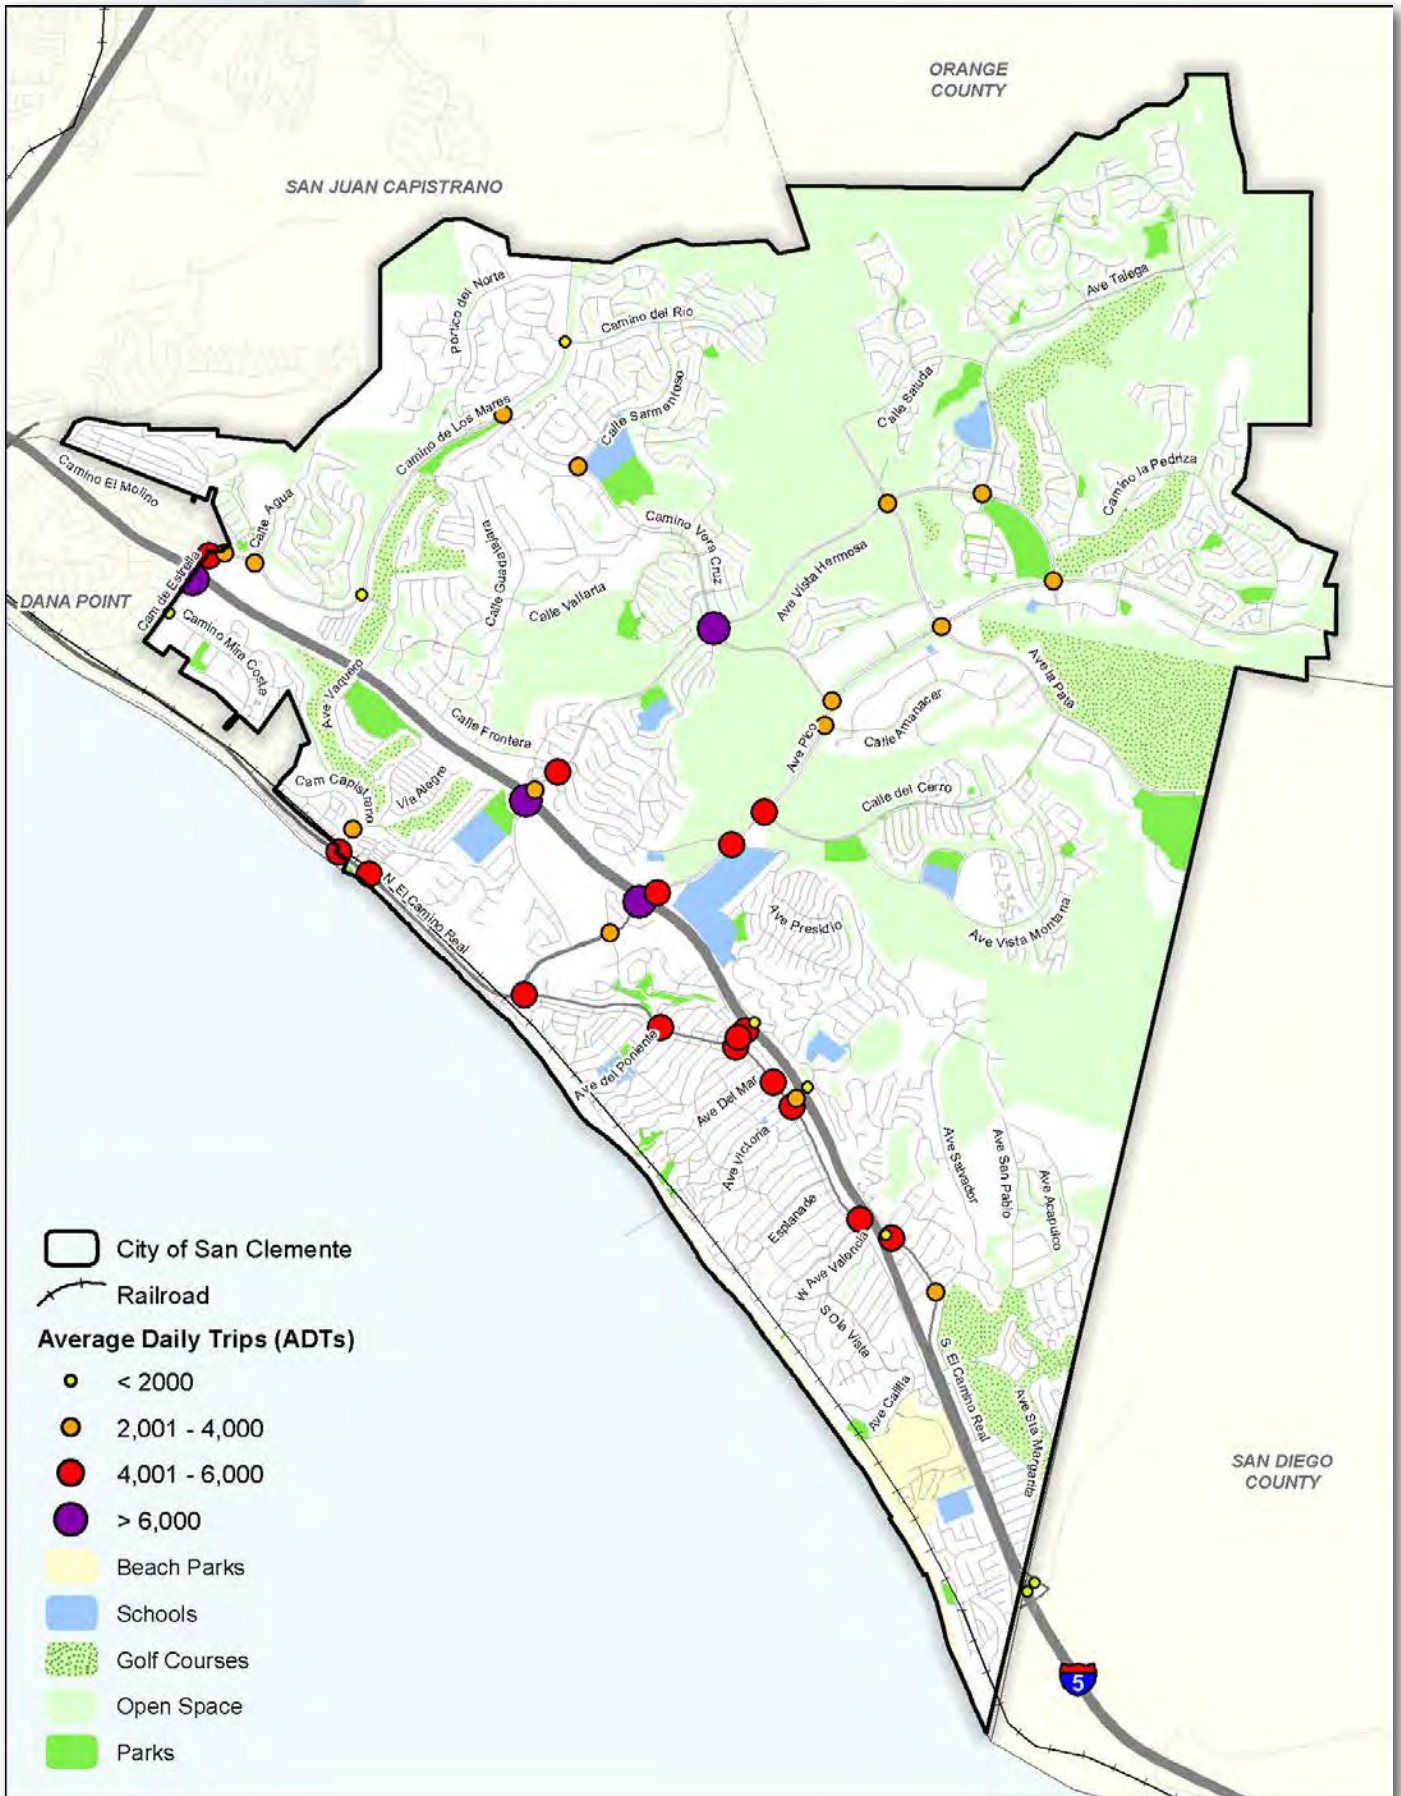 ORANGE
COUNTY
SAN JUAN CAPISTRANO
Portico del Norte
Camino del Rio
Ave Talega
Calle Saluda
Calle Sarmentoso
Camino de Los Mares
Camino El Molino
Calle Agua
Camino la Pedriza
Camino Vera Cruz
Calle Guadalajara
Ave Vista Hermosa
Calle Vallarta
Cam de Estrella
DANA POINT
Camino Mira Costa
Ave Vaquero
Ave la Pata
Calle Amanacer
Ave Pico
Calle Frontera
Cam Capistrano
Via Alegre
Calle del Cerro
N El Camino Real
Ave Presidio
Ave Vista Montana
Ave del Poniente
Ave Del Mar
Ave Victoria
Ave Salvador
Ave San Pablo
Ave Acapulco
Esplanade
W Ave Valencia
S Ola Vista
S El Camino Real
Ave Califia
Ave Sta Margarita
SAN DIEGO
COUNTY
5
City of San Clemente
Railroad
Average Daily Trips (ADTs)
< 2000
2,001 - 4,000
4,001 - 6,000
> 6,000
Beach Parks
Schools
Golf Courses
Open Space
Parks